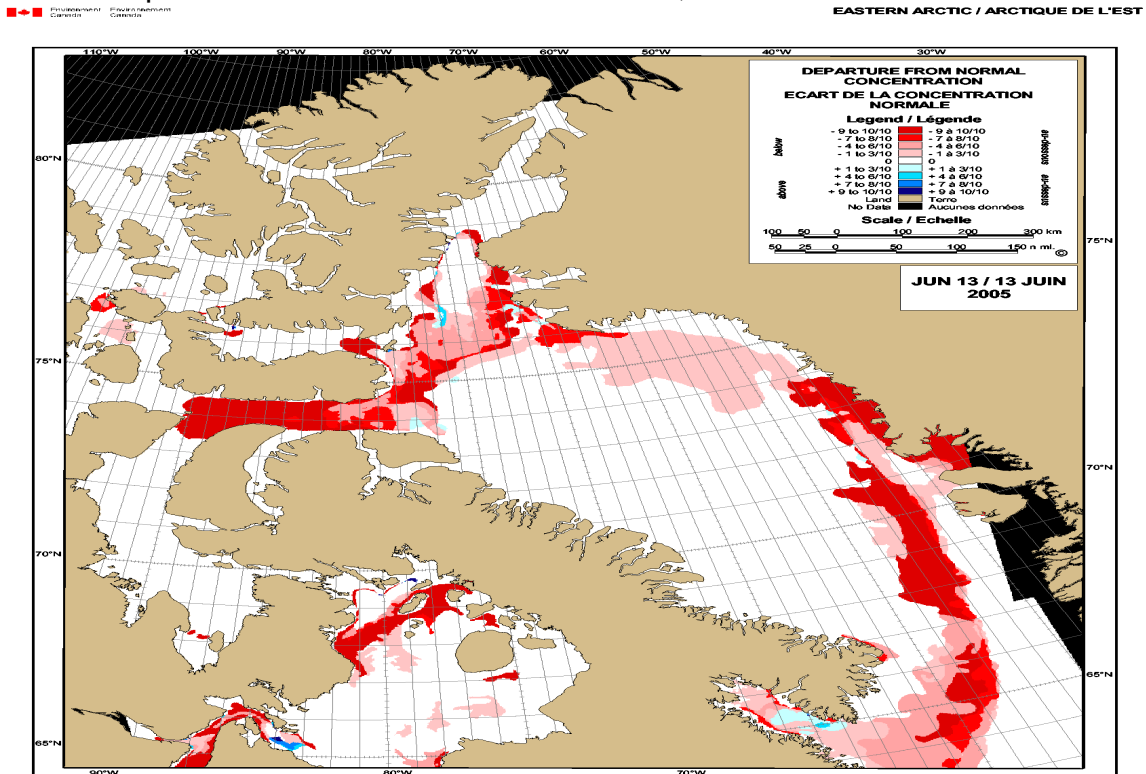 Environment Environnement
Canada Canada
EASTERN ARCTIC / ARCTIQUE DE L'EST
110°W 100°W 90°W 80°W 70°W 60°W 50°W 40°W 30°W
DEPARTURE FROM NORMAL
CONCENTRATION
ECART DE LA CONCENTRATION
NORMALE
Legend / Légende
below
- 9 to 10/10 - 9 à 10/10
- 7 to 8/10 - 7 à 8/10
- 4 to 6/10 - 4 à 6/10
- 1 to 3/10 - 1 à 3/10
au-dessous
0 0
above
+ 1 to 3/10 + 1 à 3/10
+ 4 to 6/10 + 4 à 6/10
+ 7 to 8/10 + 7 à 8/10
+ 9 to 10/10 + 9 à 10/10
au-dessus
Land Terre
No Data Aucunes données
Scale / Echelle
100 50 0 100 200 300 km
50 25 0 50 100 150 n mi.
©
JUN 13 / 13 JUIN
2005
80°N
75°N
75°N
70°N
70°N
65°N
65°N
90°W 80°W 70°W